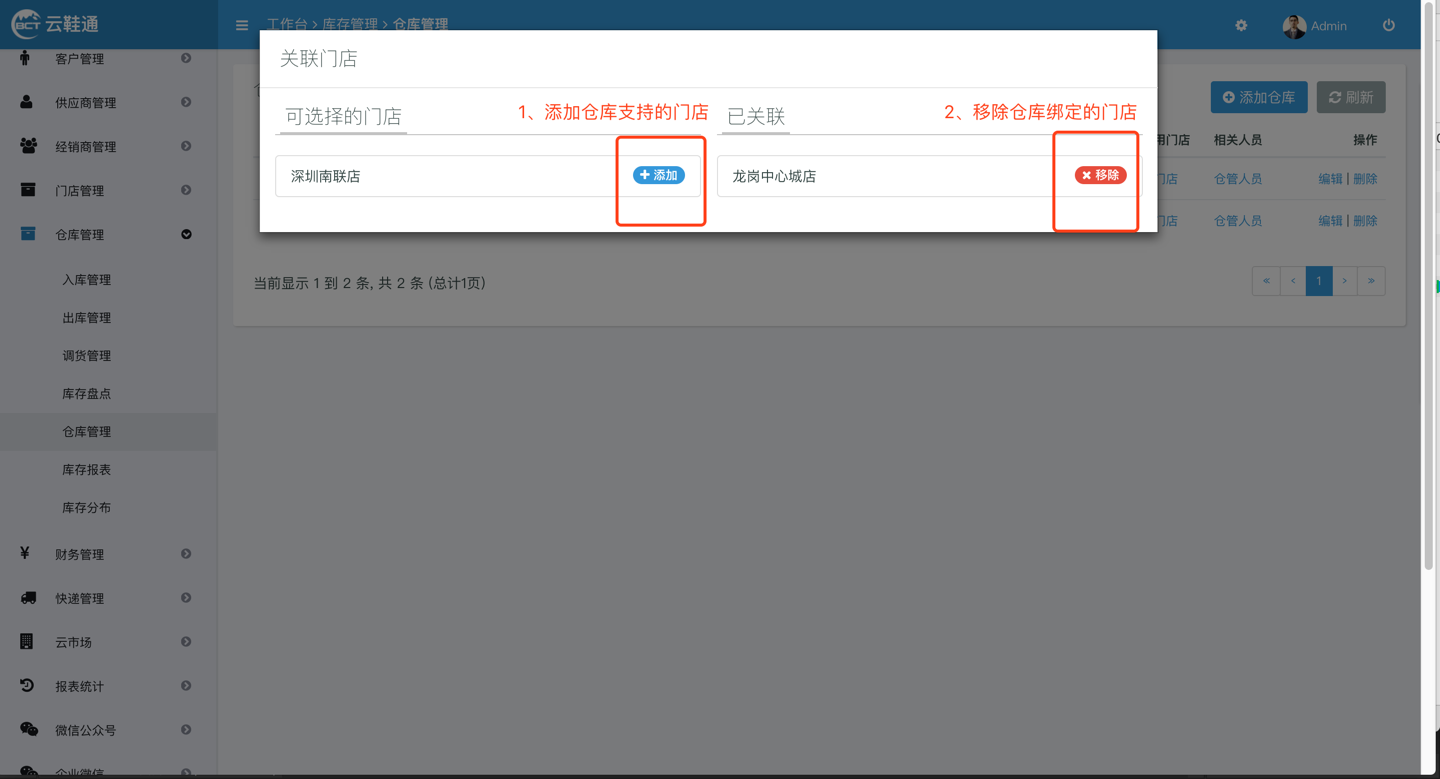 BCT 云鞋通
工作台 > 库存管理 > 仓库管理
Admin
客户管理
供应商管理
经销商管理
门店管理
仓库管理
入库管理
出库管理
调货管理
库存盘点
仓库管理
库存报表
库存分布
财务管理
快递管理
云市场
报表统计
微信公众号
企业微信
关联门店
可选择的门店
1、添加仓库支持的门店
已关联
2、移除仓库绑定的门店
深圳南联店
添加
龙岗中心城店
移除
添加仓库
刷新
用门店 相关人员 操作
门店 仓管人员 编辑 | 删除
门店 仓管人员 编辑 | 删除
当前显示 1 到 2 条, 共 2 条 (总计1页)
« ‹ 1 › »